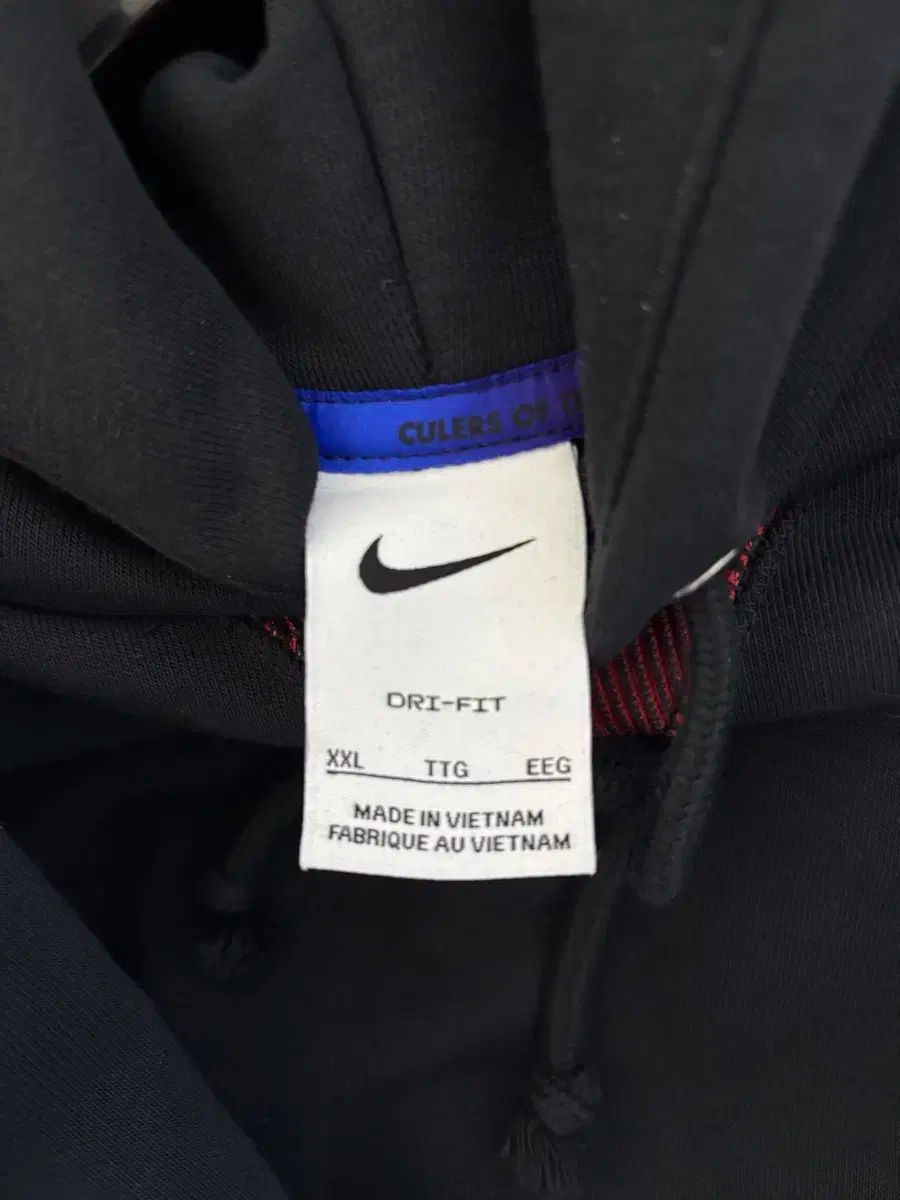 CULERS OF
DRI-FIT
XXL TTG EEG
MADE IN VIETNAM
FABRIQUE AU VIETNAM